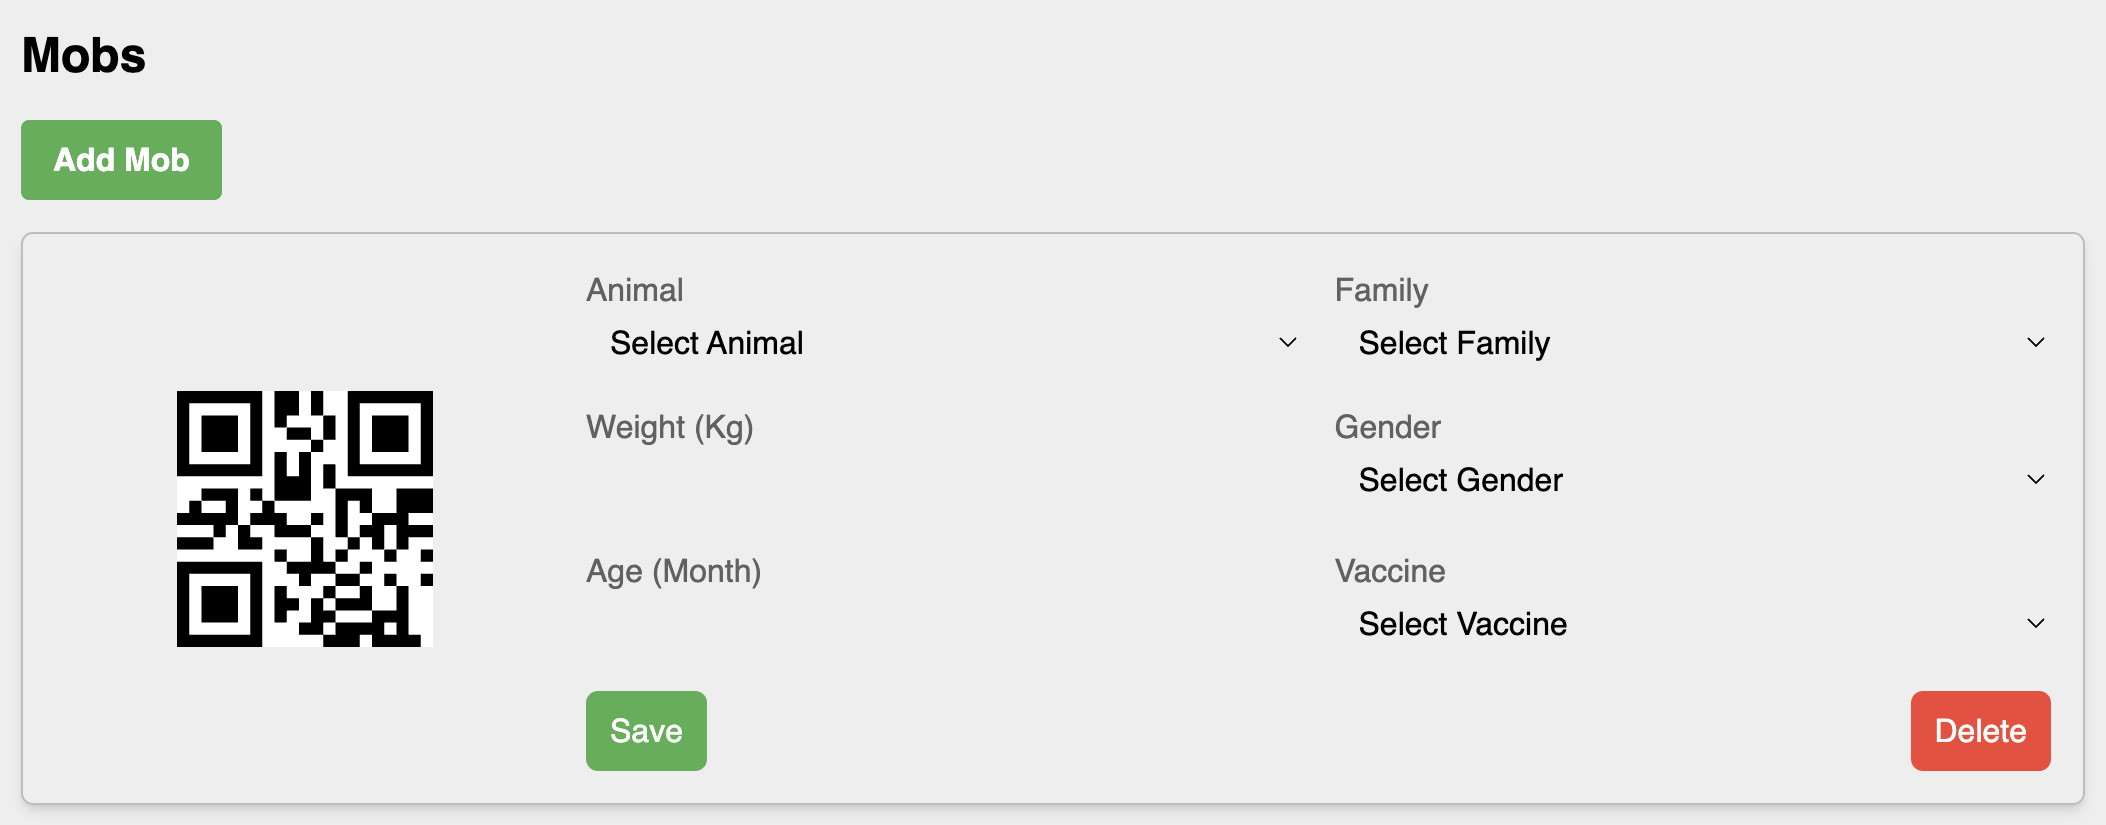 Mobs
Add Mob
Animal
Select Animal
Family
Select Family
Weight (Kg)
Gender
Select Gender
Age (Month)
Vaccine
Select Vaccine
Save
Delete